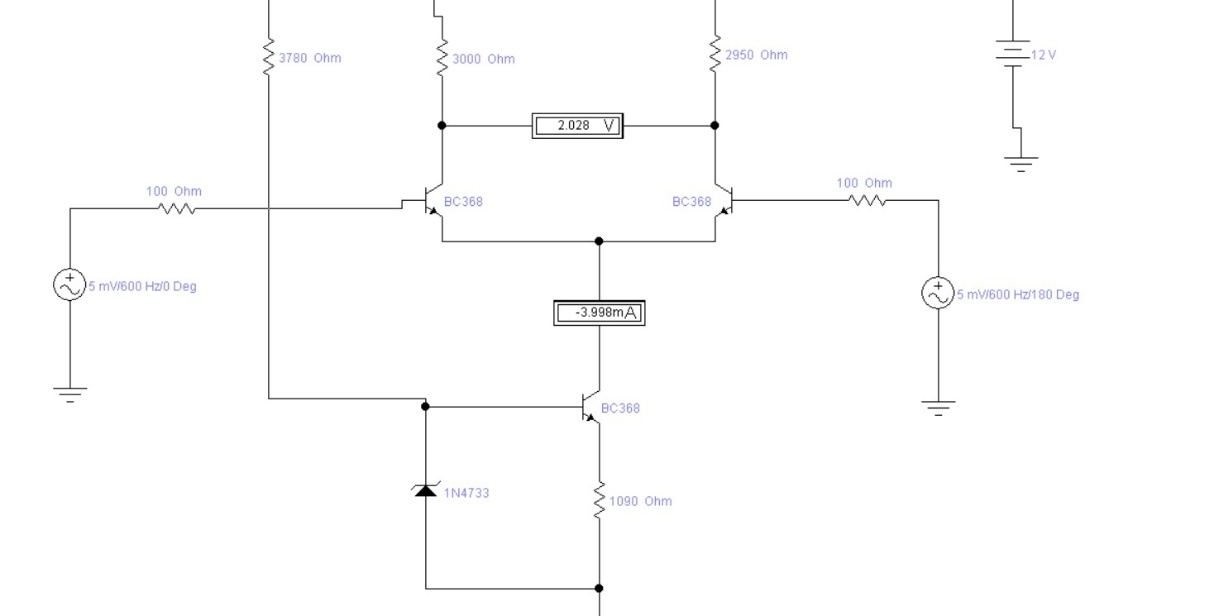 3780 Ohm
3000 Ohm
2950 Ohm
12 V
2.028 V
100 Ohm
100 Ohm
BC368
BC368
5 mV/600 Hz/0 Deg
5 mV/600 Hz/180 Deg
-3.998mA
BC368
1N4733
1090 Ohm